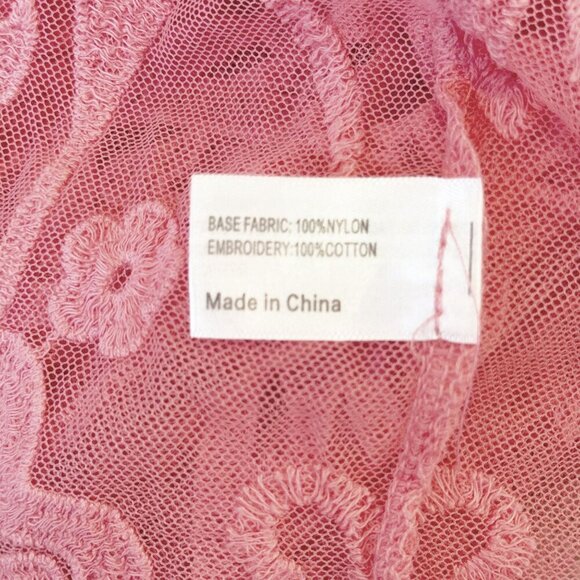 BASE FABRIC: 100%NYLON
EMBROIDERY:100%COTTON
Made in China